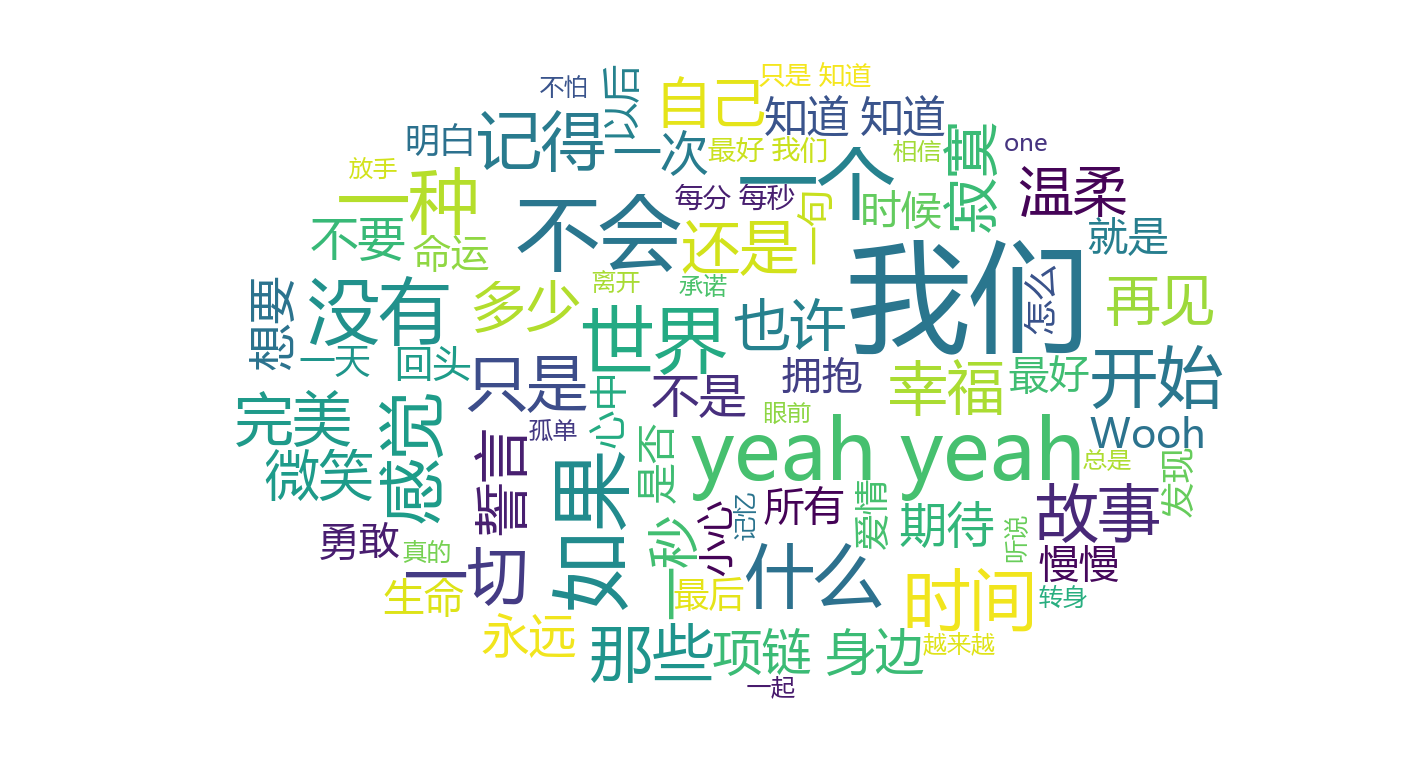 不怕
以后
自己
只是 知道
知道 知道
明白
记得
一次
最好 我们
相信
寂寞
one
放手
一种
不会
每分 每秒
一个
一句
时候
温柔
不要
命运
还是
我们
就是
想要
没有
多少
离开
承诺
世界
也许
怎么
再见
一天
回头
只是
心中
不是
拥抱
幸福
最好
开始
完美
感觉
孤单
眼前
yeah yeah
Wooh
微笑
誓言
如果
是否
总是
发现
勇敢
真的
一切
一秒
小心
记忆
所有
爱情
期待
听说
故事
慢慢
生命
最后
什么
时间
转身
永远
那些
项链 身边
越来越
一起